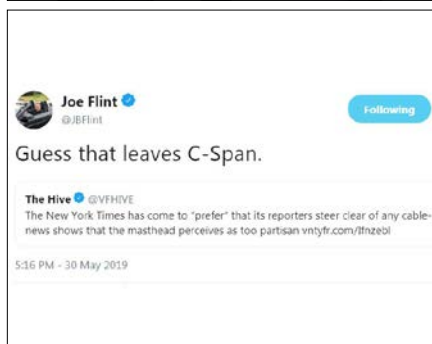 Joe Flint
@JBFlint
Following
Guess that leaves C-Span.
The Hive @VFHIVE
The New York Times has come to "prefer" that its reporters steer clear of any cable-
news shows that the masthead perceives as too partisan vntyfr.com/lfnzebl
5:16 PM - 30 May 2019